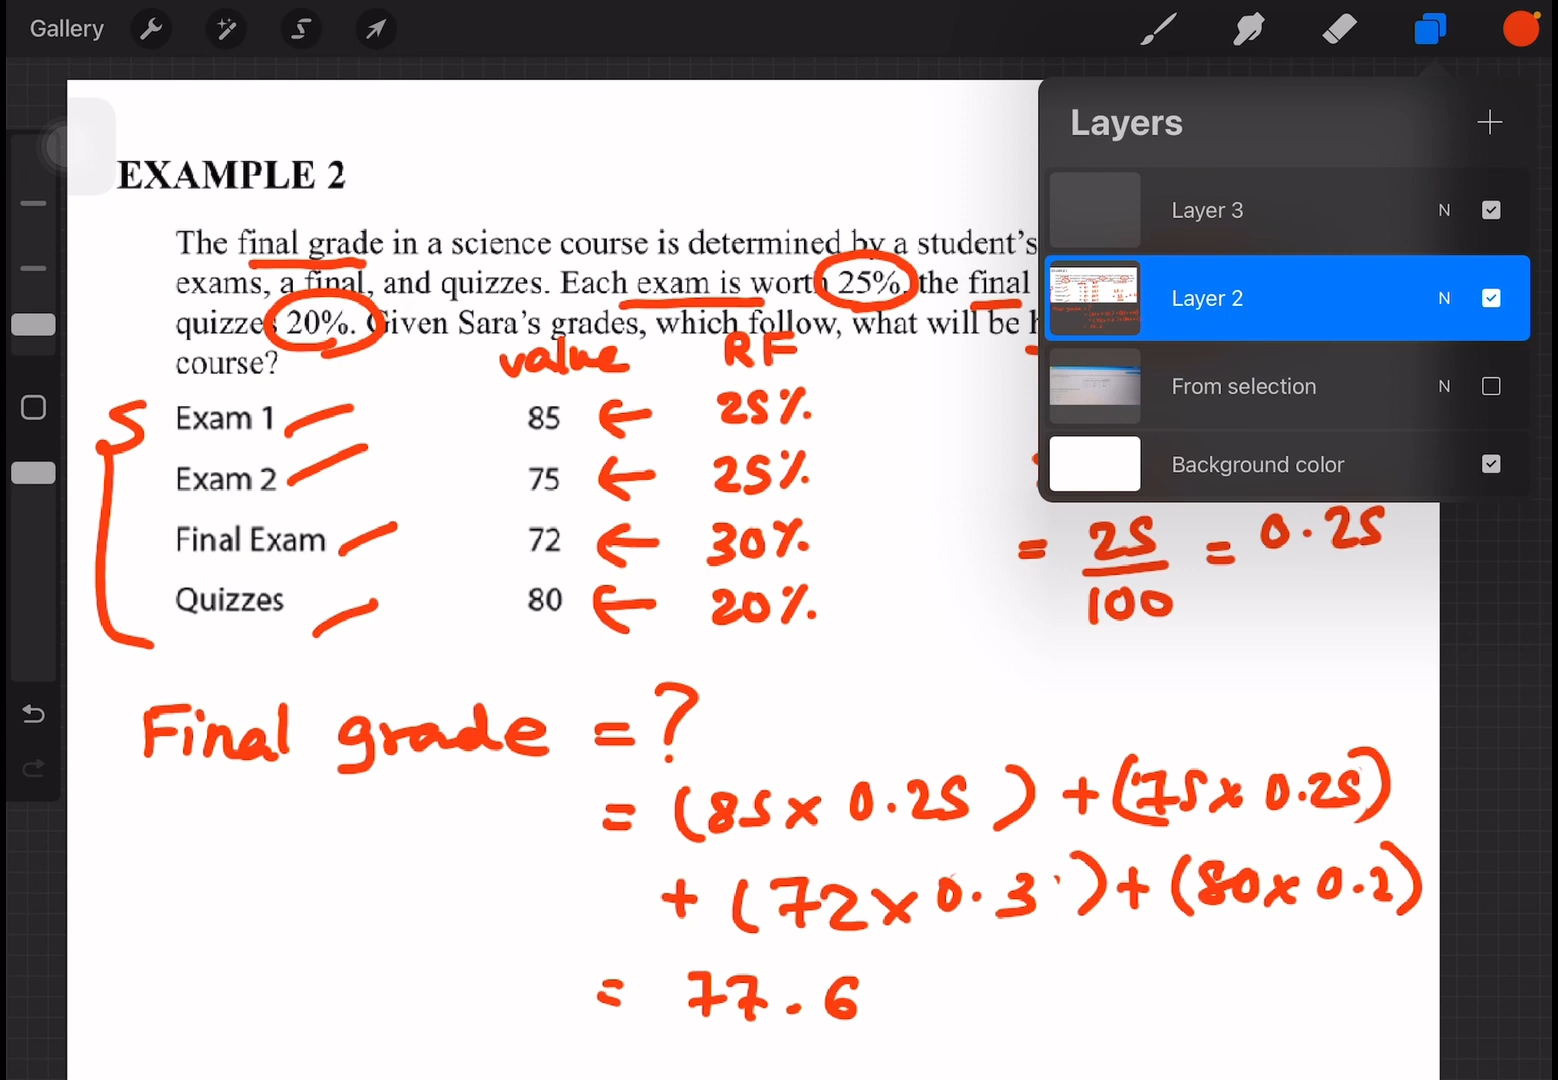 Gallery
Layers
Layer 3 N
Layer 2 N
From selection N
Background color
EXAMPLE 2
The final grade in a science course is determined by a student's
exams, a final, and quizzes. Each exam is worth 25%, the final
quizzes 20%. Given Sara's grades, which follow, what will be
course?
value RF
Exam 1 85 ← 25%
Exam 2 75 ← 25%
Final Exam 72 ← 30%
Quizzes 80 ← 20%
= 25/100 = 0.25
Final grade = ?
= (85 x 0.25) + (75 x 0.25)
+ (72 x 0.3) + (80 x 0.2)
= 77.6